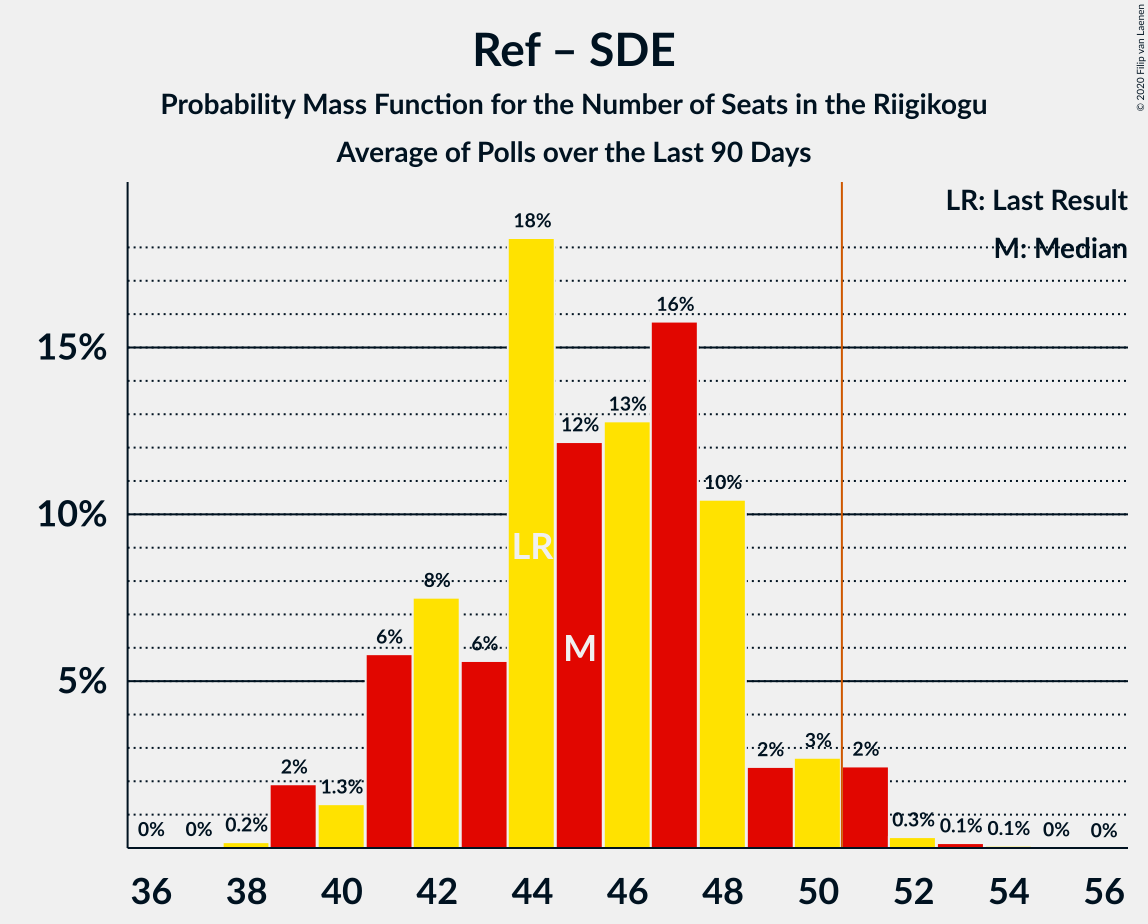 Ref – SDE
Probability Mass Function for the Number of Seats in the Riigikogu
Average of Polls over the Last 90 Days
© 2020 Filip van Laenen
LR: Last Result
M: Median
15%
10%
5%
0% 0% 0.2% 2% 1.3% 6% 8% 6% 18% 12% 13% 16% 10% 2% 3% 2% 0.3% 0.1% 0.1% 0% 0%
LR
M
36 38 40 42 44 46 48 50 52 54 56